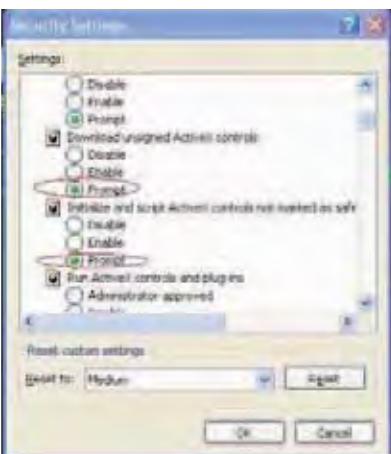 Security Settings
Settings:
Disable
Enable
Prompt
Download unsigned ActiveX controls
Disable
Enable
Prompt
Initialize and script ActiveX controls not marked as safe
Disable
Enable
Prompt
Run ActiveX controls and plug-ins
Administrator approved
Reset custom settings
Reset to: Medium Reset
OK Cancel